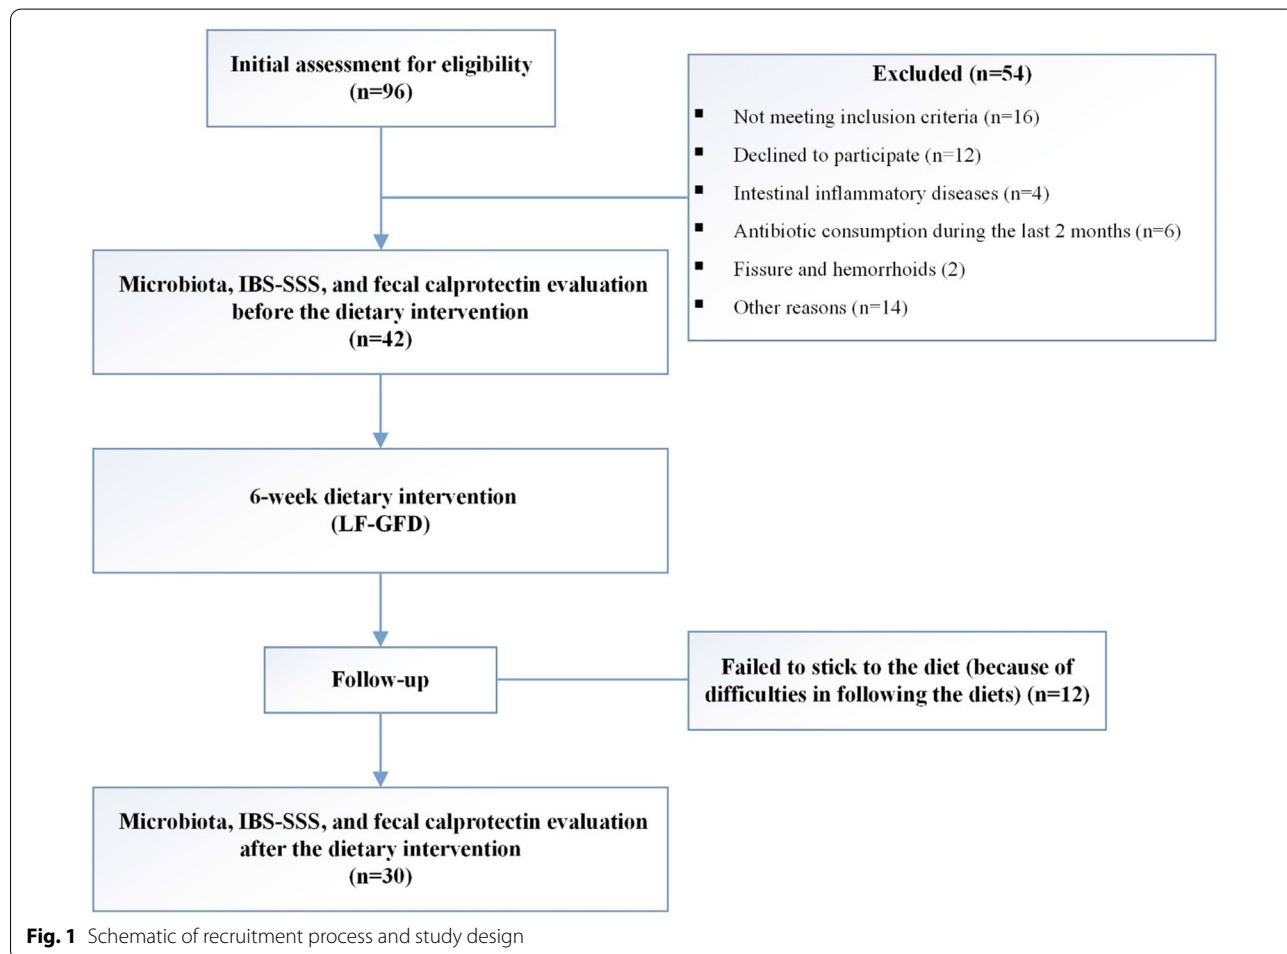 Initial assessment for eligibility
(n=96)
Excluded (n=54)
▪ Not meeting inclusion criteria (n=16)
▪ Declined to participate (n=12)
▪ Intestinal inflammatory diseases (n=4)
▪ Antibiotic consumption during the last 2 months (n=6)
▪ Fissure and hemorrhoids (2)
▪ Other reasons (n=14)
Microbiota, IBS-SSS, and fecal calprotectin evaluation
before the dietary intervention
(n=42)
6-week dietary intervention
(LF-GFD)
Follow-up
Failed to stick to the diet (because of
difficulties in following the diets) (n=12)
Microbiota, IBS-SSS, and fecal calprotectin evaluation
after the dietary intervention
(n=30)
Fig. 1 Schematic of recruitment process and study design